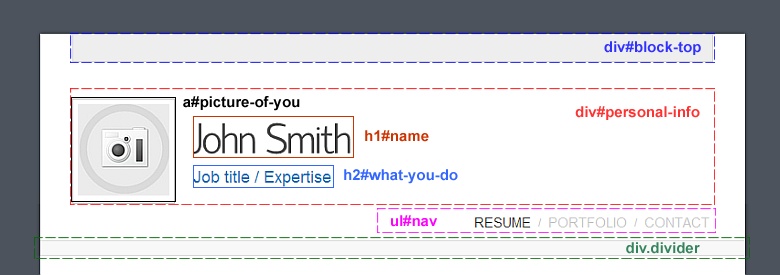 div#block-top
a#picture-of-you
div#personal-info
John Smith h1#name
Job title / Expertise h2#what-you-do
ul#nav RESUME / PORTFOLIO / CONTACT
div.divider